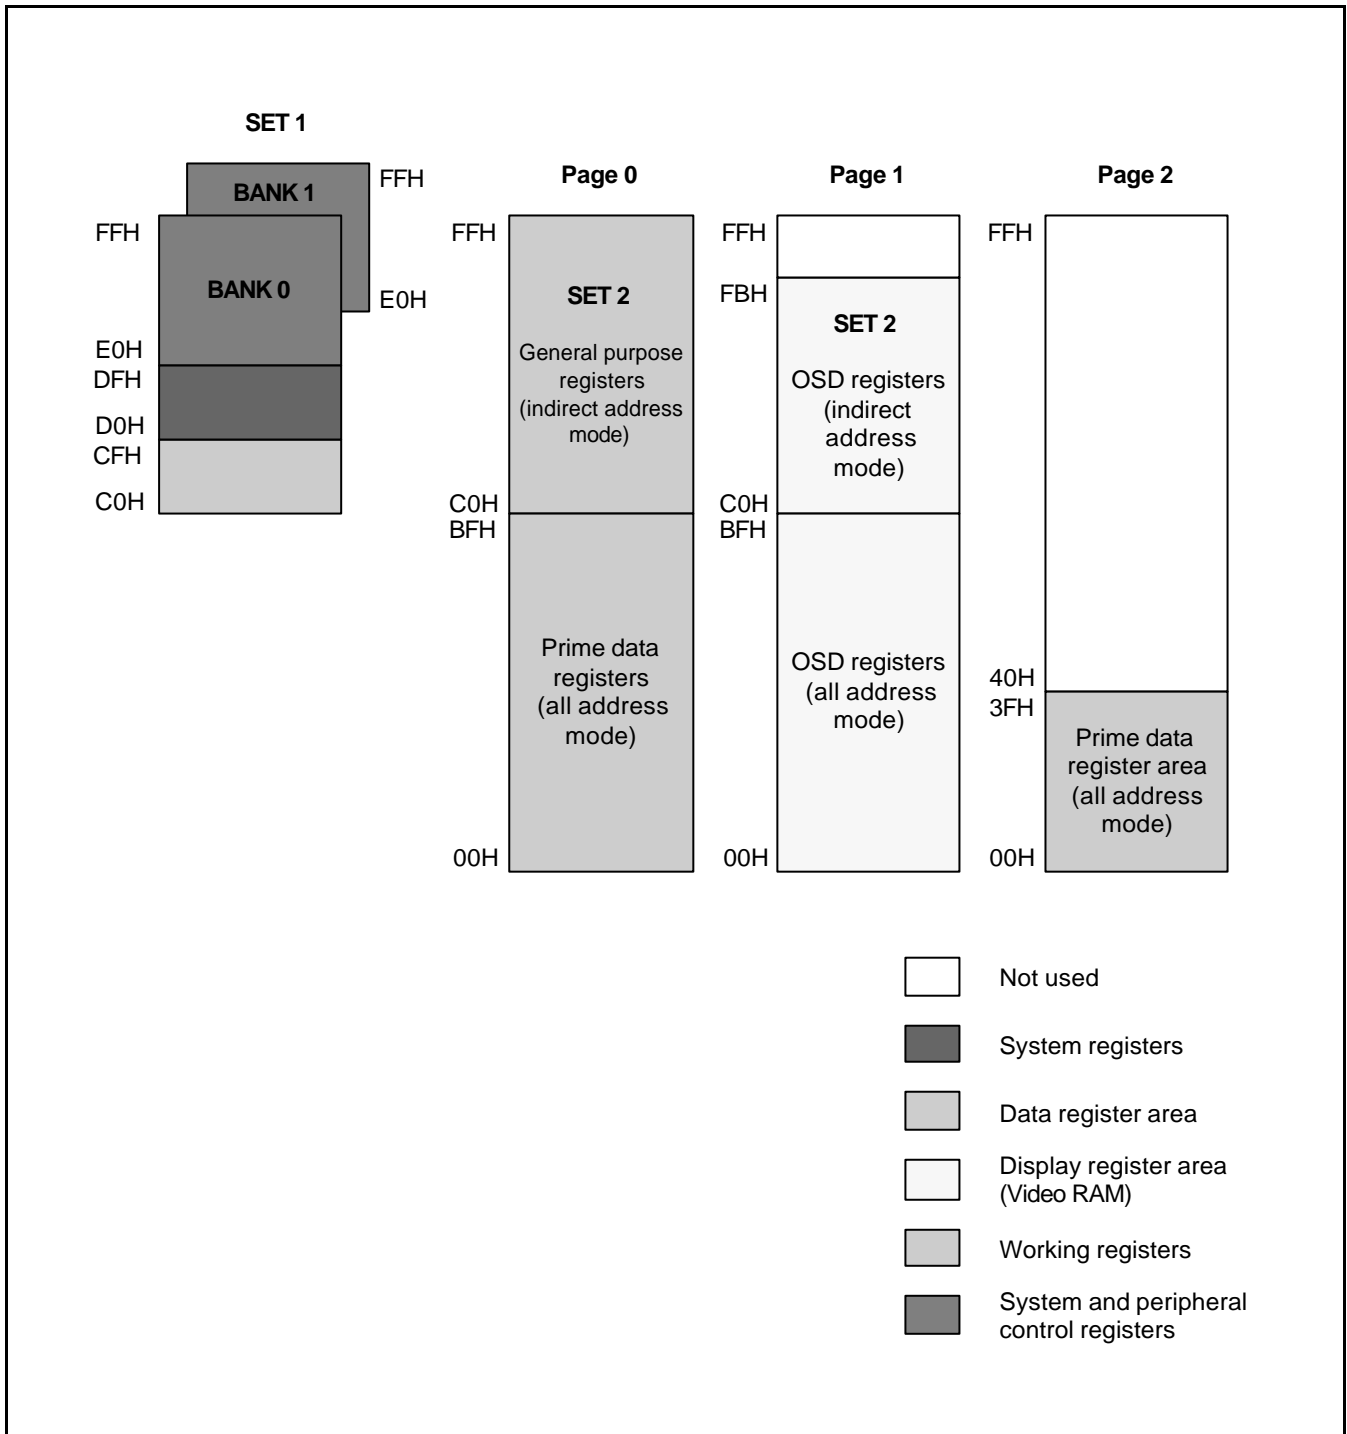 SET 1
BANK 1
FFH
FFH
BANK 0
E0H
E0H
DFH
D0H
CFH
C0H
Page 0
FFH
SET 2
General purpose
registers
(indirect address
mode)
C0H
BFH
Prime data
registers
(all address
mode)
00H
Page 1
FFH
FBH
SET 2
OSD registers
(indirect
address
mode)
C0H
BFH
OSD registers
(all address
mode)
00H
Page 2
FFH
40H
3FH
Prime data
register area
(all address
mode)
00H
Not used
System registers
Data register area
Display register area
(Video RAM)
Working registers
System and peripheral
control registers